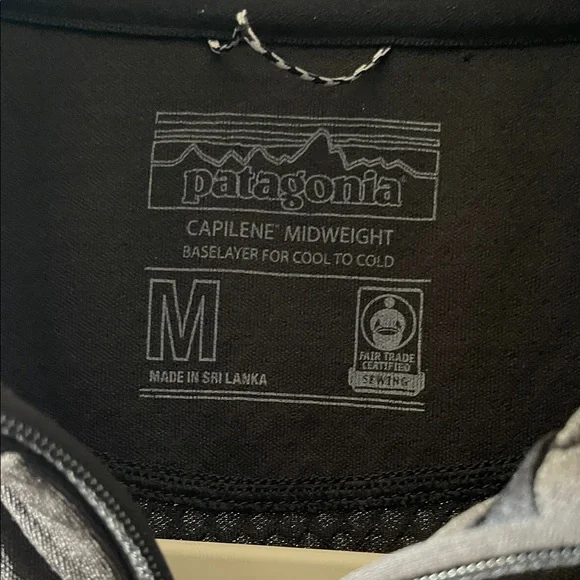 patagonia®
CAPILENE® MIDWEIGHT
BASELAYER FOR COOL TO COLD
M
MADE IN SRI LANKA
FAIR TRADE
CERTIFIED
SEWING